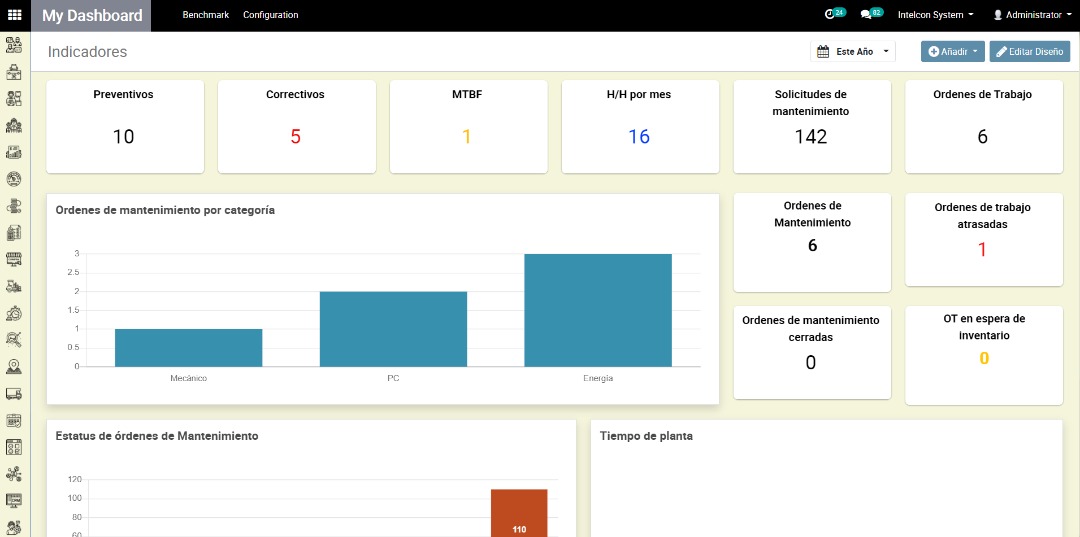 My Dashboard
Benchmark
Configuration
24
82
Intelcon System
Administrator
Indicadores
Este Año
Añadir
Editar Diseño
Preventivos
10
Correctivos
5
MTBF
1
H/H por mes
16
Solicitudes de
mantenimiento
142
Ordenes de Trabajo
6
Ordenes de mantenimiento por categoría
3
2.5
2
1.5
1
0.5
0
Mecánico
PC
Energía
Ordenes de
Mantenimiento
6
Ordenes de trabajo
atrasadas
1
Ordenes de mantenimiento
cerradas
0
OT en espera de
inventario
0
Estatus de órdenes de Mantenimiento
120
100
80
60
110
Tiempo de planta